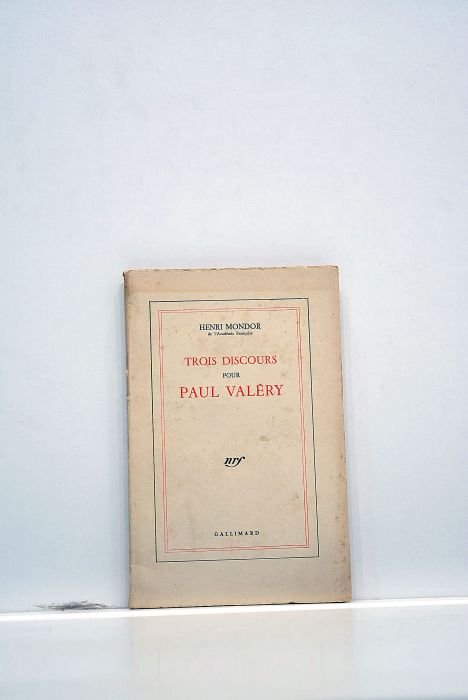 HENRI MONDOR
de l'Académie Française
TROIS DISCOURS
POUR
PAUL VALÉRY
nrf
GALLIMARD